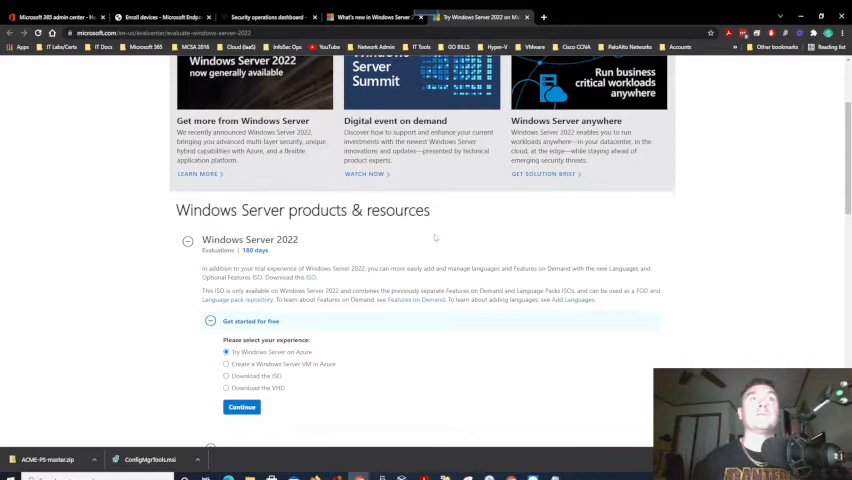 Microsoft 365 admin center - Ho
Enroll devices - Microsoft Endpo
Security operations dashboard
What's new in Windows Server
Try Windows Server 2022 on M
microsoft.com/en-us/evalcenter/evaluate-windows-server-2022
Apps
IT Labs/Certs
IT Docs
Microsoft 365
MCSA 2016
Cloud (IaaS)
InfoSec Ops
YouTube
Network Admin
IT Tools
GO BILLS
Hyper-V
VMware
Cisco CCNA
PaloAlto Networks
Accounts
Other bookmarks
Reading list
Windows Server 2022
now generally available
Windows
Server
Summit
Run business
critical workloads
anywhere
Get more from Windows Server
We recently announced Windows Server 2022,
bringing you advanced multi-layer security, unique
hybrid capabilities with Azure, and a flexible
application platform.
LEARN MORE
Digital event on demand
Discover how to support and enhance your current
investments with the newest Windows Server
innovations and updates—presented by technical
product experts.
WATCH NOW
Windows Server anywhere
Windows Server 2022 enables you to run
workloads anywhere—in your datacenter, in the
cloud, at the edge—while staying ahead of
emerging security threats.
GET SOLUTION BRIEF
Windows Server products & resources
Windows Server 2022
Evaluations | 180 days
In addition to your trial experience of Windows Server 2022, you can more easily add and manage languages and Features on Demand with the new Languages and
Optional Features ISO. Download this ISO.
This ISO is only available on Windows Server 2022 and combines the previously separate Features on Demand and Language Packs ISOs, and can be used as a FOD and
Language pack repository. To learn about Features on Demand, see Features on Demand. To learn about adding languages, see Add Languages.
Get started for free
Please select your experience:
Try Windows Server on Azure
Create a Windows Server VM in Azure
Download the ISO
Download the VHD
Continue
ACME-PS-master.zip
ConfigMgrTools.msi